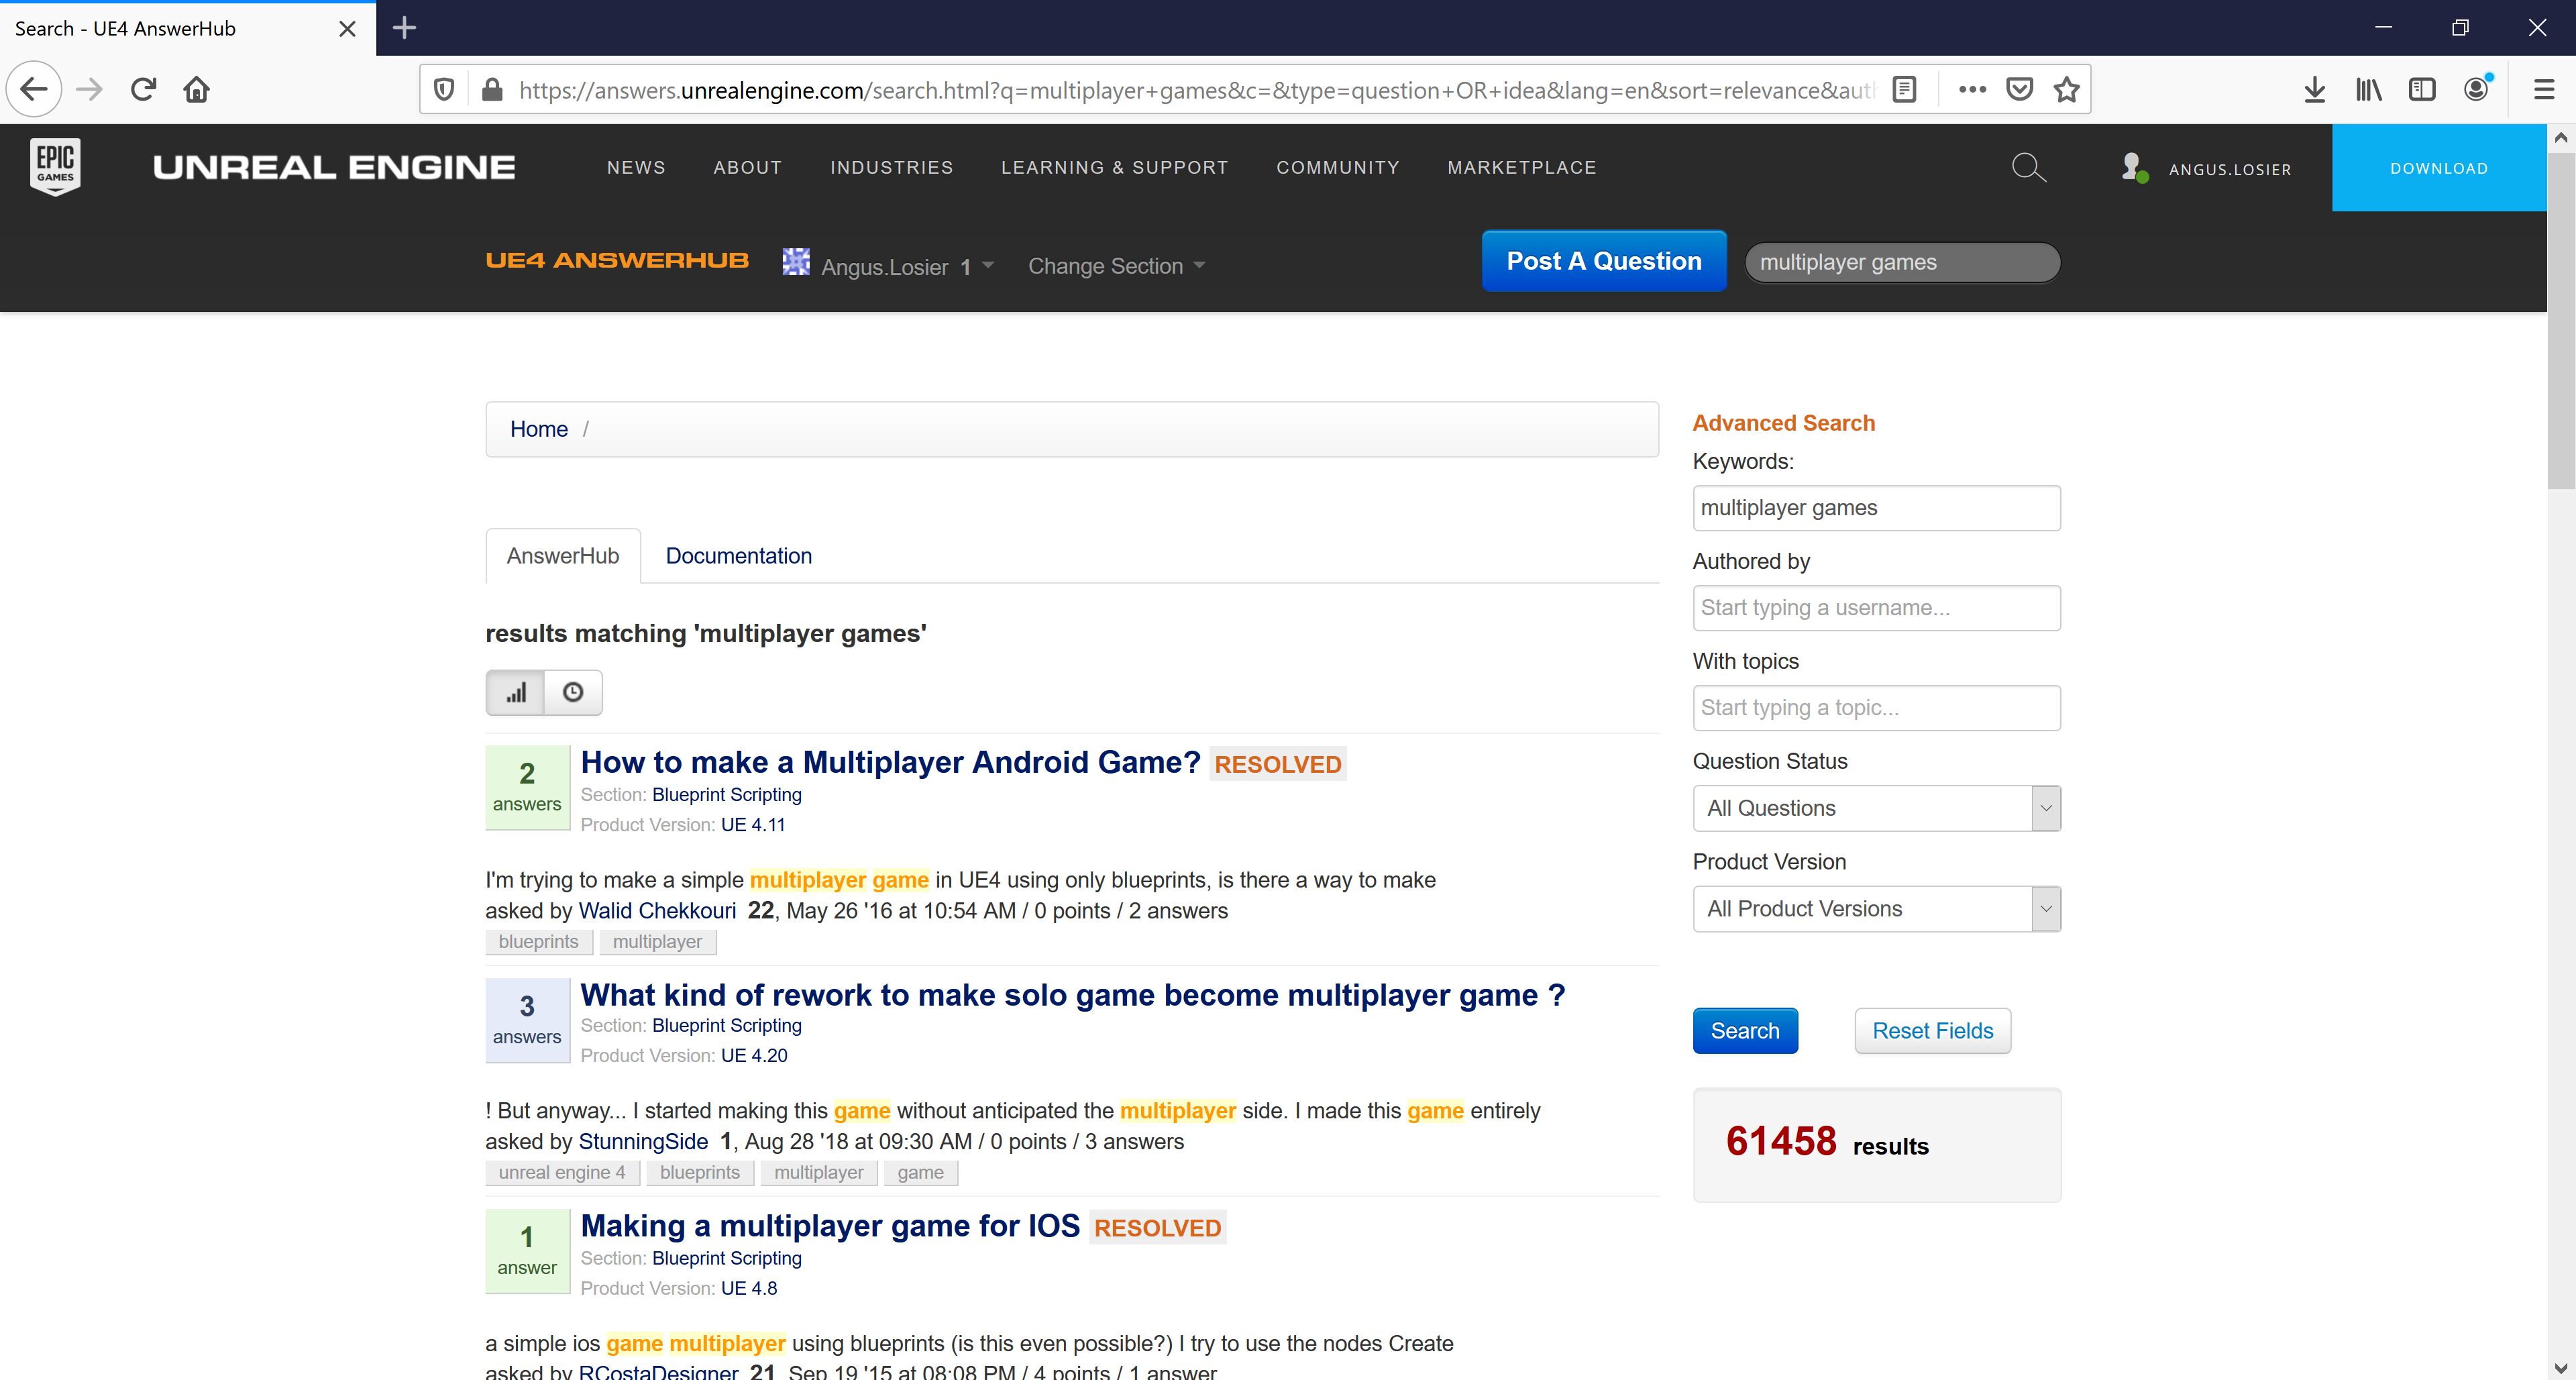 Search - UE4 AnswerHub
https://answers.unrealengine.com/search.html?q=multiplayer+games&c=&type=question+OR+idea&lang=en&sort=relevance&aut
EPIC GAMES
UNREAL ENGINE
NEWS ABOUT INDUSTRIES LEARNING & SUPPORT COMMUNITY MARKETPLACE
ANGUS.LOSIER
DOWNLOAD
UE4 ANSWERHUB
Angus.Losier 1
Change Section
Post A Question
multiplayer games
Home /
AnswerHub
Documentation
results matching 'multiplayer games'
2 answers
How to make a Multiplayer Android Game? RESOLVED
Section: Blueprint Scripting
Product Version: UE 4.11
I'm trying to make a simple multiplayer game in UE4 using only blueprints, is there a way to make
asked by Walid Chekkouri 22, May 26 '16 at 10:54 AM / 0 points / 2 answers
blueprints multiplayer
3 answers
What kind of rework to make solo game become multiplayer game ?
Section: Blueprint Scripting
Product Version: UE 4.20
! But anyway... I started making this game without anticipated the multiplayer side. I made this game entirely
asked by StunningSide 1, Aug 28 '18 at 09:30 AM / 0 points / 3 answers
unreal engine 4 blueprints multiplayer game
1 answer
Making a multiplayer game for IOS RESOLVED
Section: Blueprint Scripting
Product Version: UE 4.8
a simple ios game multiplayer using blueprints (is this even possible?) I try to use the nodes Create
asked by RCostaDesigner 21, Sep 19 '15 at 08:08 PM / 4 points / 1 answer
Advanced Search
Keywords:
multiplayer games
Authored by
Start typing a username...
With topics
Start typing a topic...
Question Status
All Questions
Product Version
All Product Versions
Search
Reset Fields
61458 results